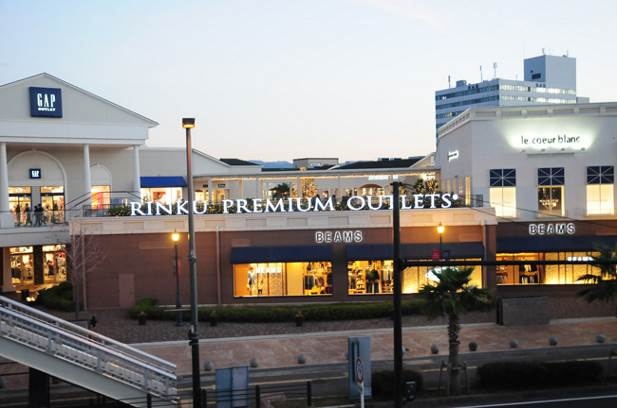 GAP
OUTLET
GAP
le coeur blanc
RINKU PREMIUM OUTLETS
BEAMS
BEAMS